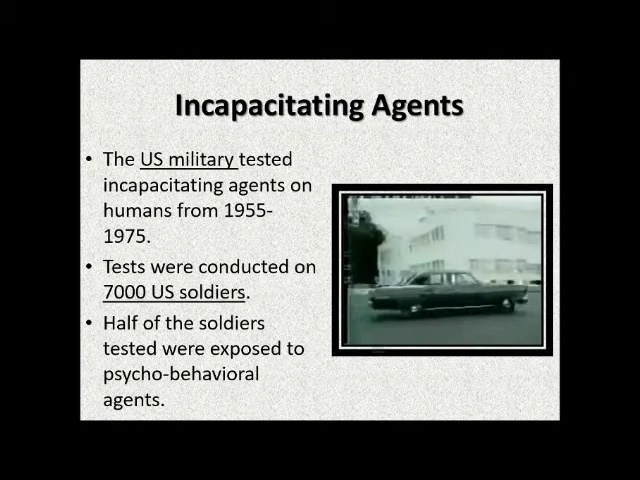 Incapacitating Agents
• The US military tested
incapacitating agents on
humans from 1955-
1975.
• Tests were conducted on
7000 US soldiers.
• Half of the soldiers
tested were exposed to
psycho-behavioral
agents.